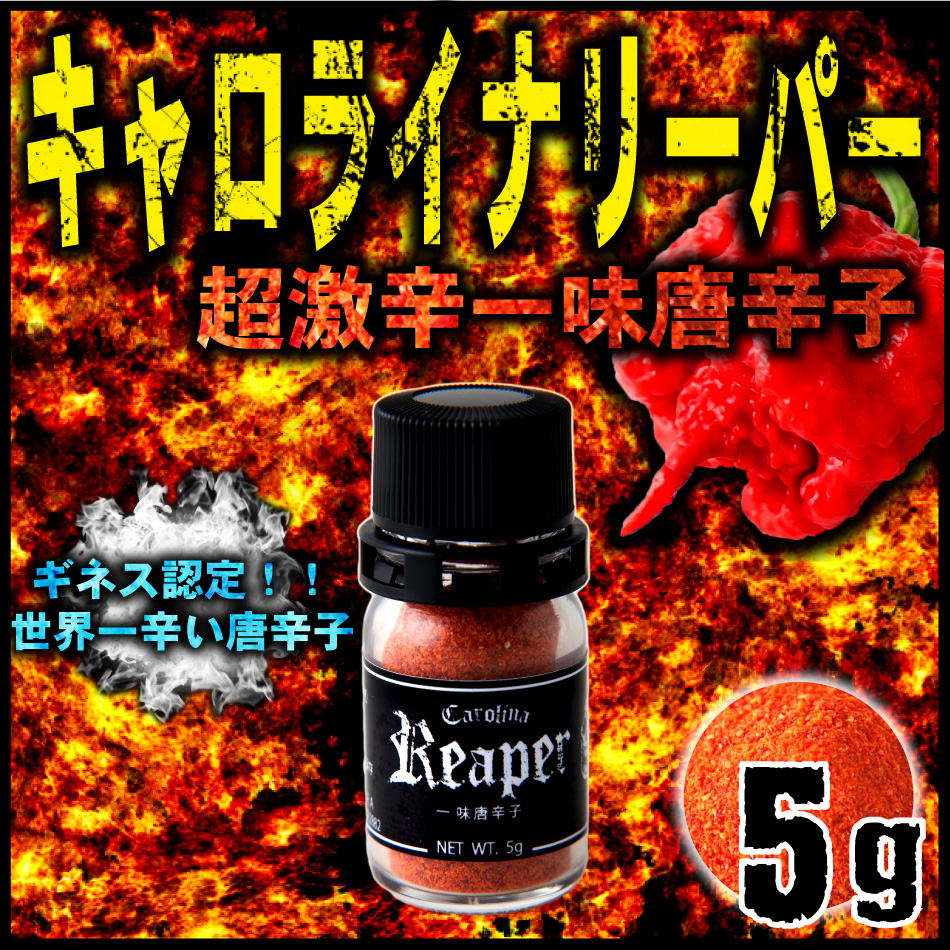 キャロライナリーパー
超激辛一味唐辛子
ギネス認定！！
世界一辛い唐辛子
Carolina
Reaper
一味唐辛子
NET WT. 5g
5g